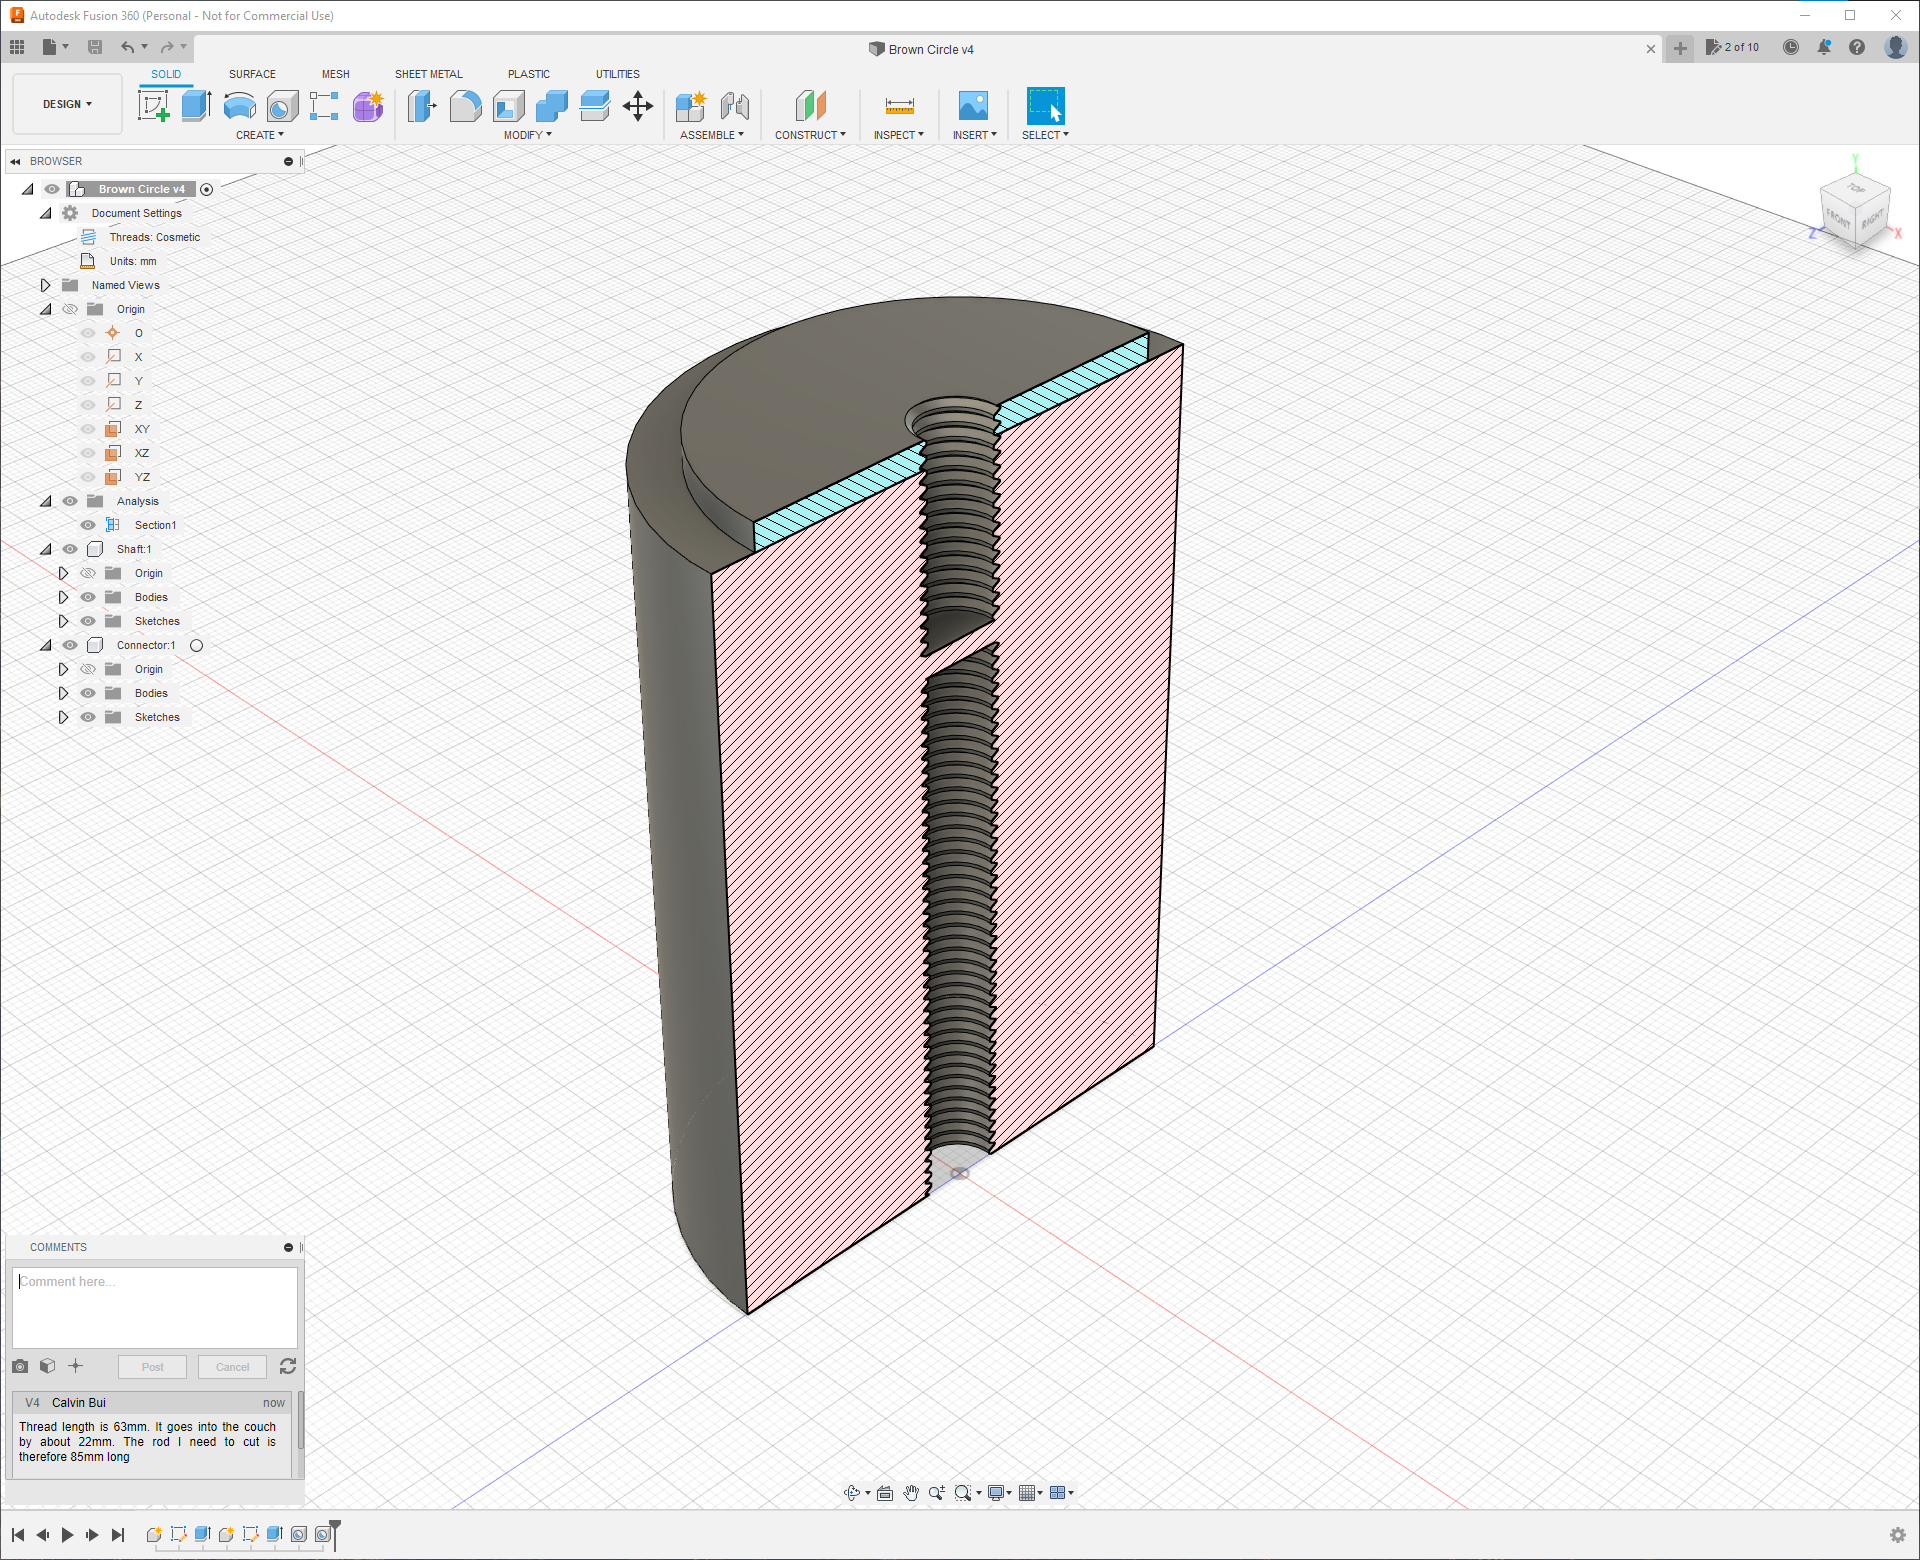 Autodesk Fusion 360 (Personal - Not for Commercial Use)
Brown Circle v4
2 of 10
DESIGN
SOLID
SURFACE
MESH
SHEET METAL
PLASTIC
UTILITIES
CREATE
MODIFY
ASSEMBLE
CONSTRUCT
INSPECT
INSERT
SELECT
BROWSER
Brown Circle v4
Document Settings
Threads: Cosmetic
Units: mm
Named Views
Origin
O
X
Y
Z
XY
XZ
YZ
Analysis
Section1
Shaft:1
Origin
Bodies
Sketches
Connector:1
Origin
Bodies
Sketches
Y
TOP
FRONT
RIGHT
Z
X
COMMENTS
Comment here...
Post
Cancel
V4 Calvin Bui now
Thread length is 63mm. It goes into the couch
by about 22mm. The rod I need to cut is
therefore 85mm long